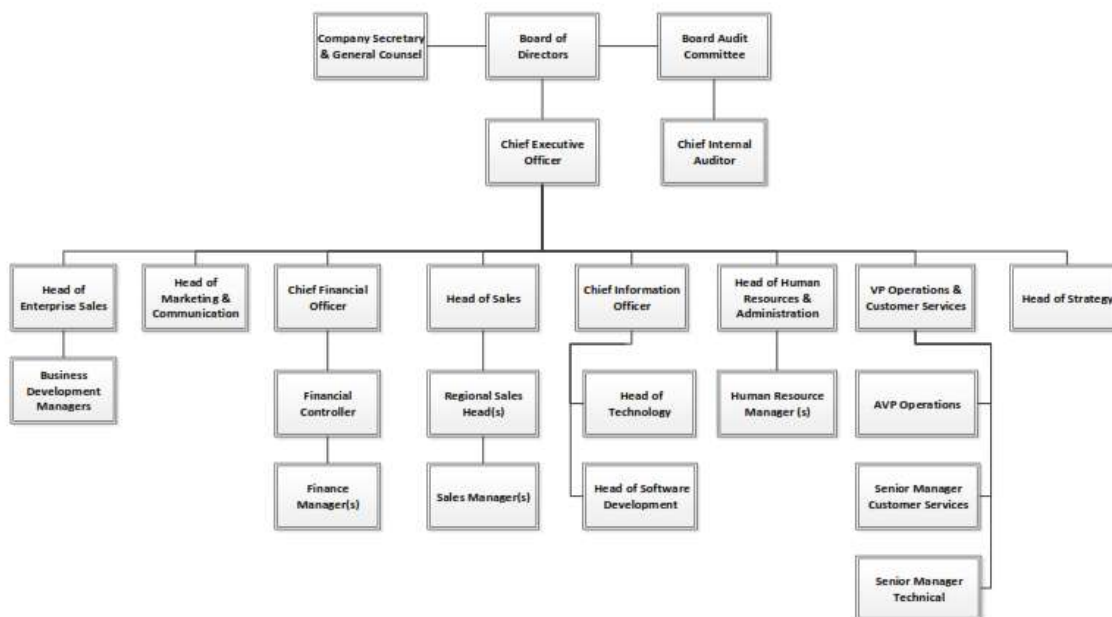 Company Secretary
& General Counsel
Board of
Directors
Board Audit
Committee
Chief Executive
Officer
Chief Internal
Auditor
Head of
Enterprise Sales
Head of
Marketing &
Communication
Chief Financial
Officer
Head of Sales
Chief Information
Officer
Head of Human
Resources &
Administration
VP Operations &
Customer Services
Head of Strategy
Business
Development
Managers
Financial
Controller
Regional Sales
Head(s)
Head of
Technology
Human Resource
Manager (s)
AVP Operations
Finance
Manager(s)
Sales Manager(s)
Head of Software
Development
Senior Manager
Customer Services
Senior Manager
Technical